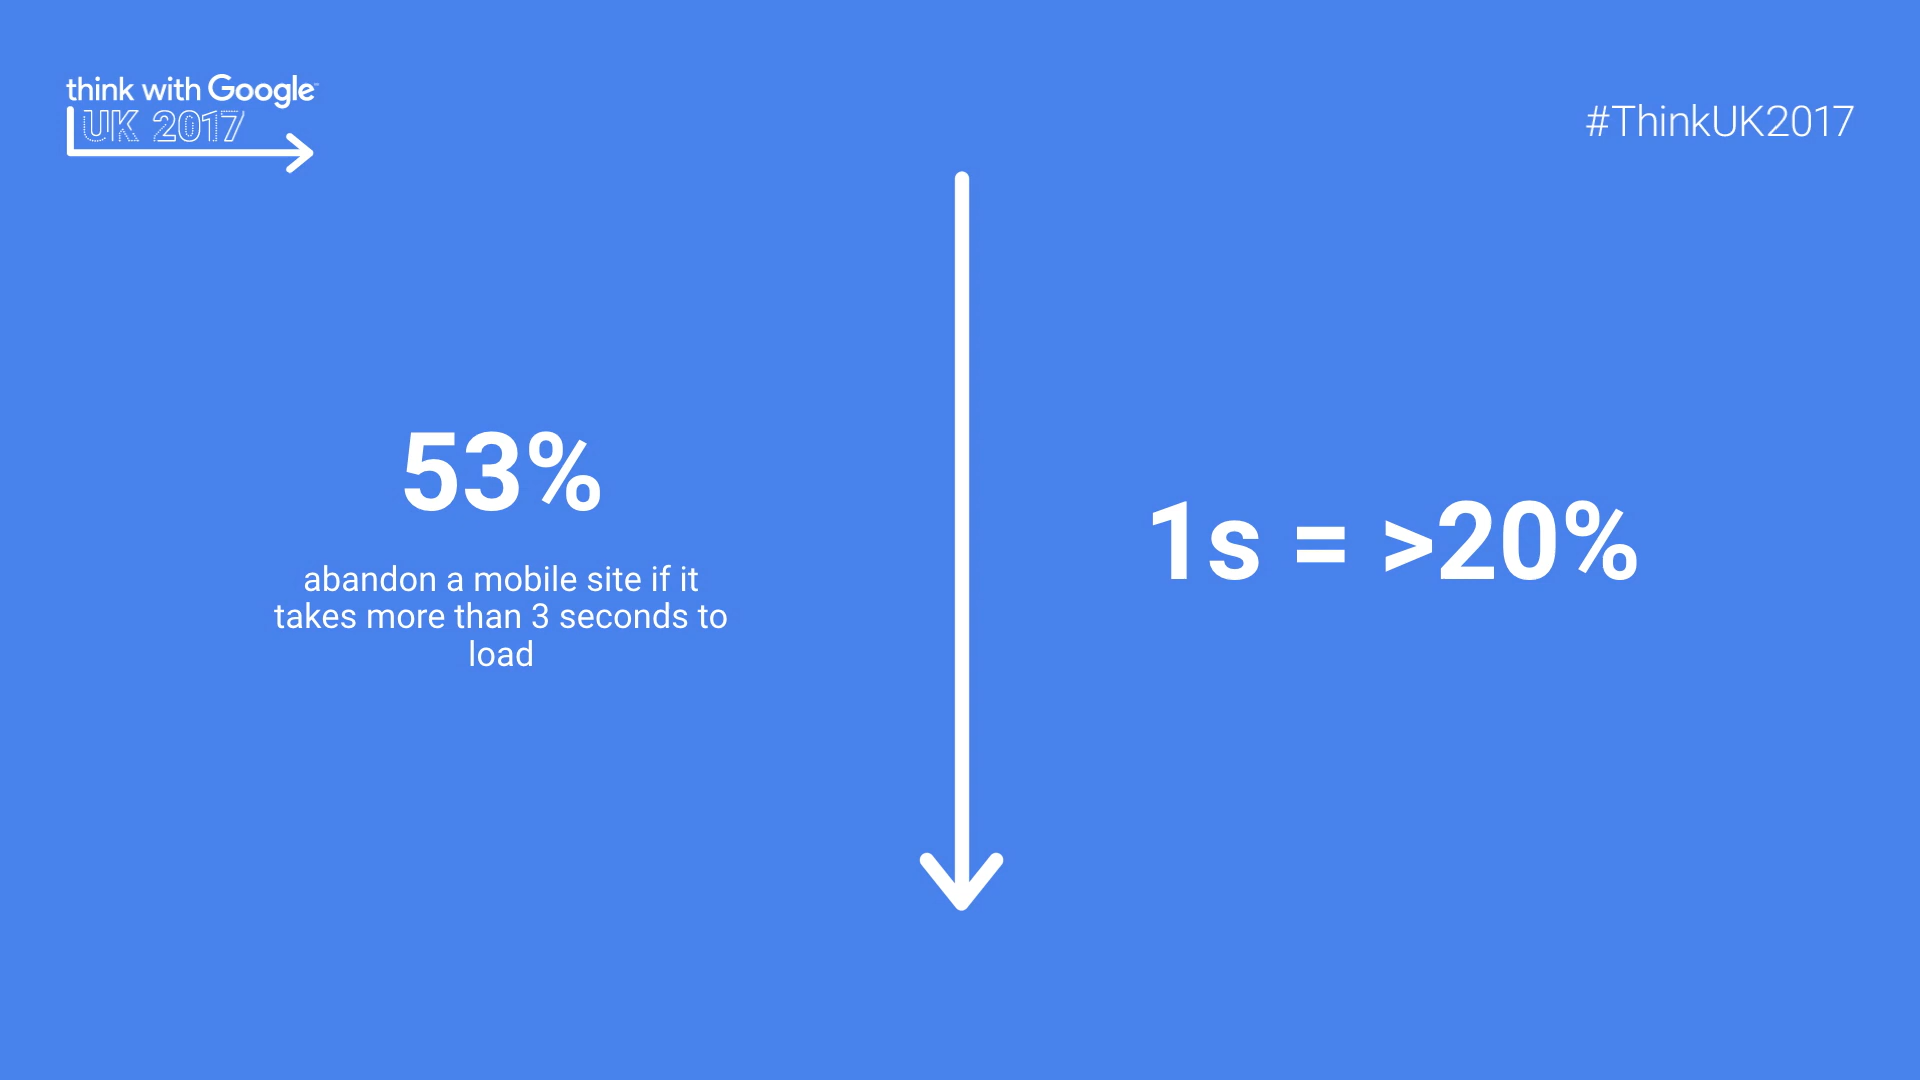 think with Google
UK 2017
#ThinkUK2017
53%
abandon a mobile site if it
takes more than 3 seconds to
load
1s = >20%